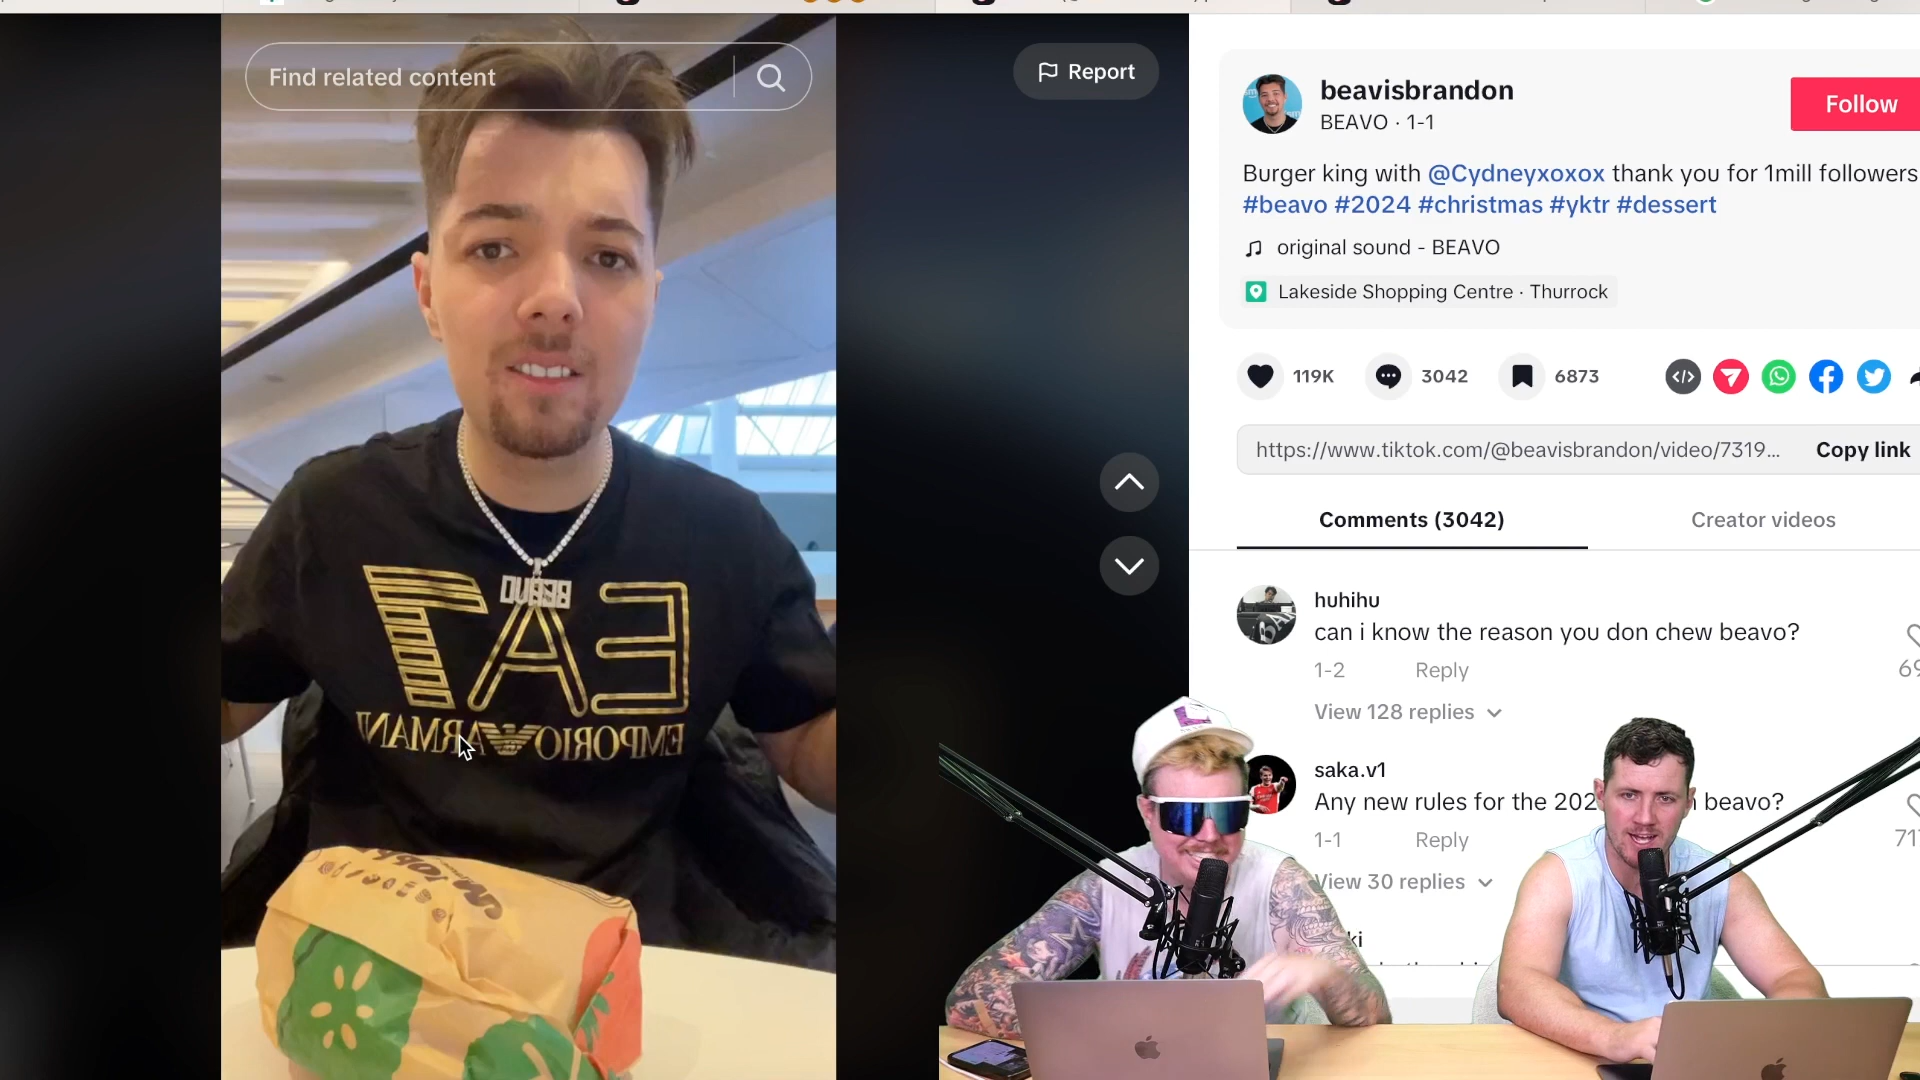 Find related content
Report
beavisbrandon
BEAVO · 1-1
Follow
Burger king with @Cydneyxoxox thank you for 1mill followers
#beavo #2024 #christmas #yktr #dessert
original sound - BEAVO
Lakeside Shopping Centre · Thurrock
119K
3042
6873
https://www.tiktok.com/@beavisbrandon/video/7319...
Copy link
Comments (3042)
Creator videos
huhihu
can i know the reason you don chew beavo?
1-2
Reply
View 128 replies
saka.v1
Any new rules for the 202
beavo?
1-1
Reply
View 30 replies
BEAVO
EA7
EMPORIO ARMANI